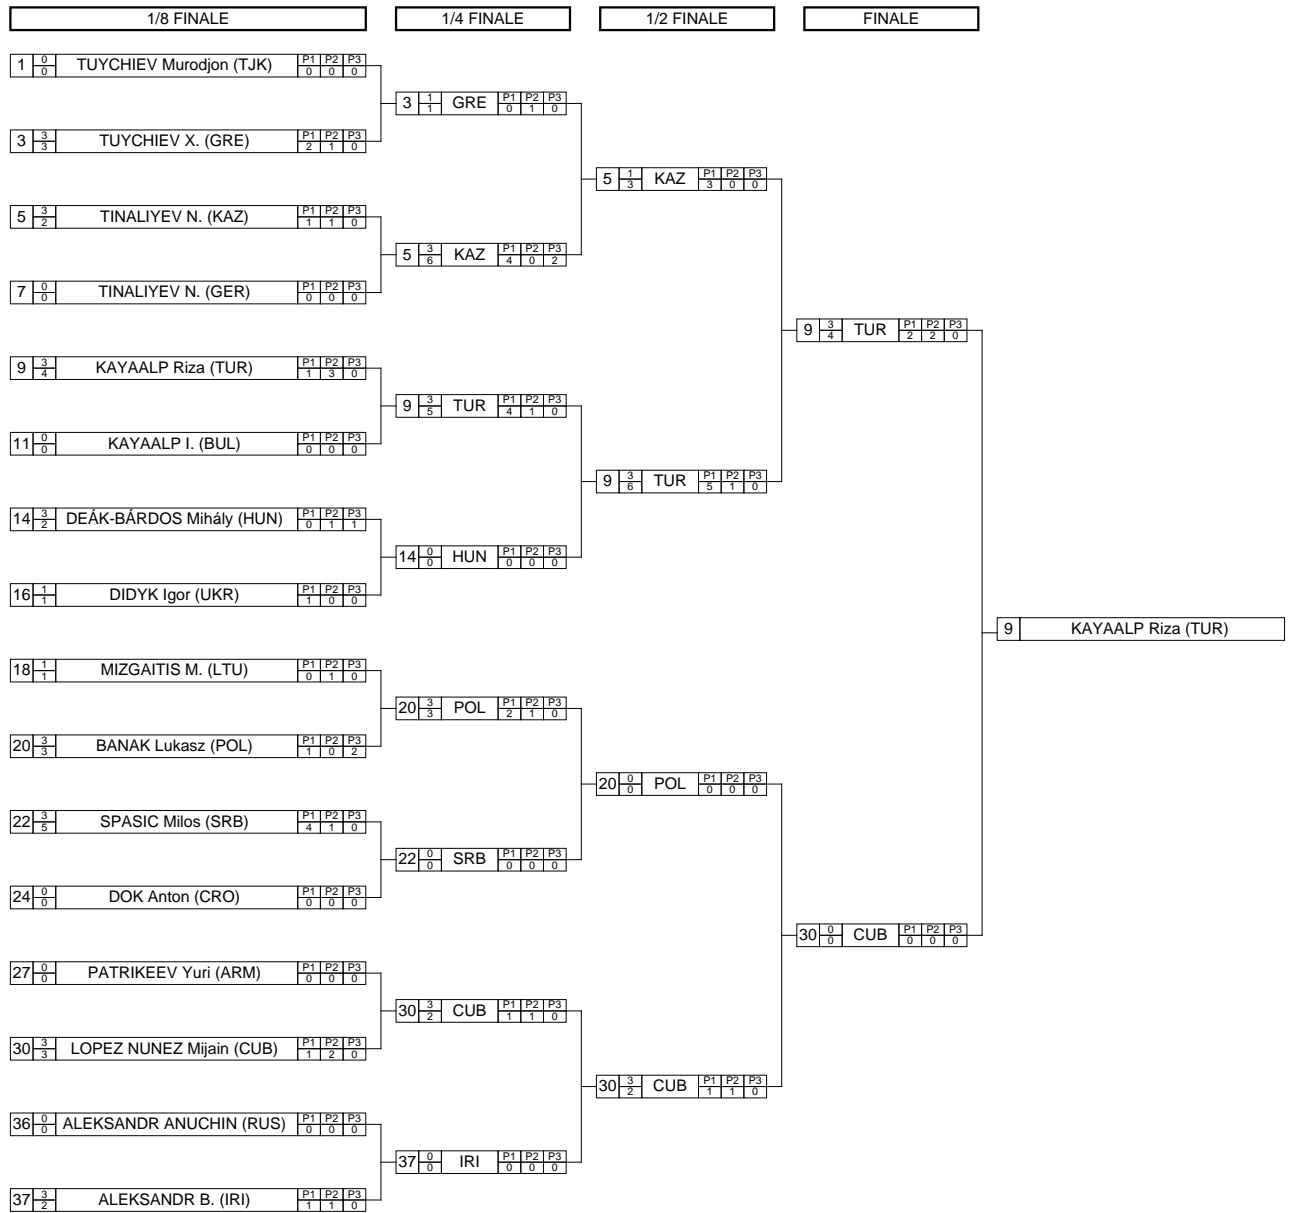 1/8 FINALE 1/4 FINALE 1/2 FINALE FINALE
1 0 0 TUYCHIEV Murodjon (TJK) P1 P2 P3 0 0 0
3 1 1 GRE P1 P2 P3 0 1 0
3 3 3 TUYCHIEV X. (GRE) P1 P2 P3 2 1 0
5 1 3 KAZ P1 P2 P3 3 0 0
5 3 2 TINALIYEV N. (KAZ) P1 P2 P3 1 1 0
5 3 6 KAZ P1 P2 P3 4 0 2
7 0 0 TINALIYEV N. (GER) P1 P2 P3 0 0 0
9 3 4 TUR P1 P2 P3 2 2 0
9 3 4 KAYAALP Riza (TUR) P1 P2 P3 1 3 0
9 3 5 TUR P1 P2 P3 4 1 0
11 0 0 KAYAALP I. (BUL) P1 P2 P3 0 0 0
9 3 6 TUR P1 P2 P3 5 1 0
14 3 2 DEÁK-BÁRDOS Mihály (HUN) P1 P2 P3 0 1 1
14 0 0 HUN P1 P2 P3 0 0 0
16 1 1 DIDYK Igor (UKR) P1 P2 P3 1 0 0
9 KAYAALP Riza (TUR)
18 1 1 MIZGAITIS M. (LTU) P1 P2 P3 0 1 0
20 3 3 POL P1 P2 P3 2 1 0
20 3 3 BANAK Lukasz (POL) P1 P2 P3 1 0 2
20 0 0 POL P1 P2 P3 0 0 0
22 3 5 SPASIC Milos (SRB) P1 P2 P3 4 1 0
22 0 0 SRB P1 P2 P3 0 0 0
24 0 0 DOK Anton (CRO) P1 P2 P3 0 0 0
30 0 0 CUB P1 P2 P3 0 0 0
27 0 0 PATRIKEEV Yuri (ARM) P1 P2 P3 0 0 0
30 3 2 CUB P1 P2 P3 1 1 0
30 3 3 LOPEZ NUNEZ Mijain (CUB) P1 P2 P3 1 2 0
30 3 2 CUB P1 P2 P3 1 1 0
36 0 0 ALEKSANDR ANUCHIN (RUS) P1 P2 P3 0 0 0
37 0 0 IRI P1 P2 P3 0 0 0
37 3 2 ALEKSANDR B. (IRI) P1 P2 P3 1 1 0